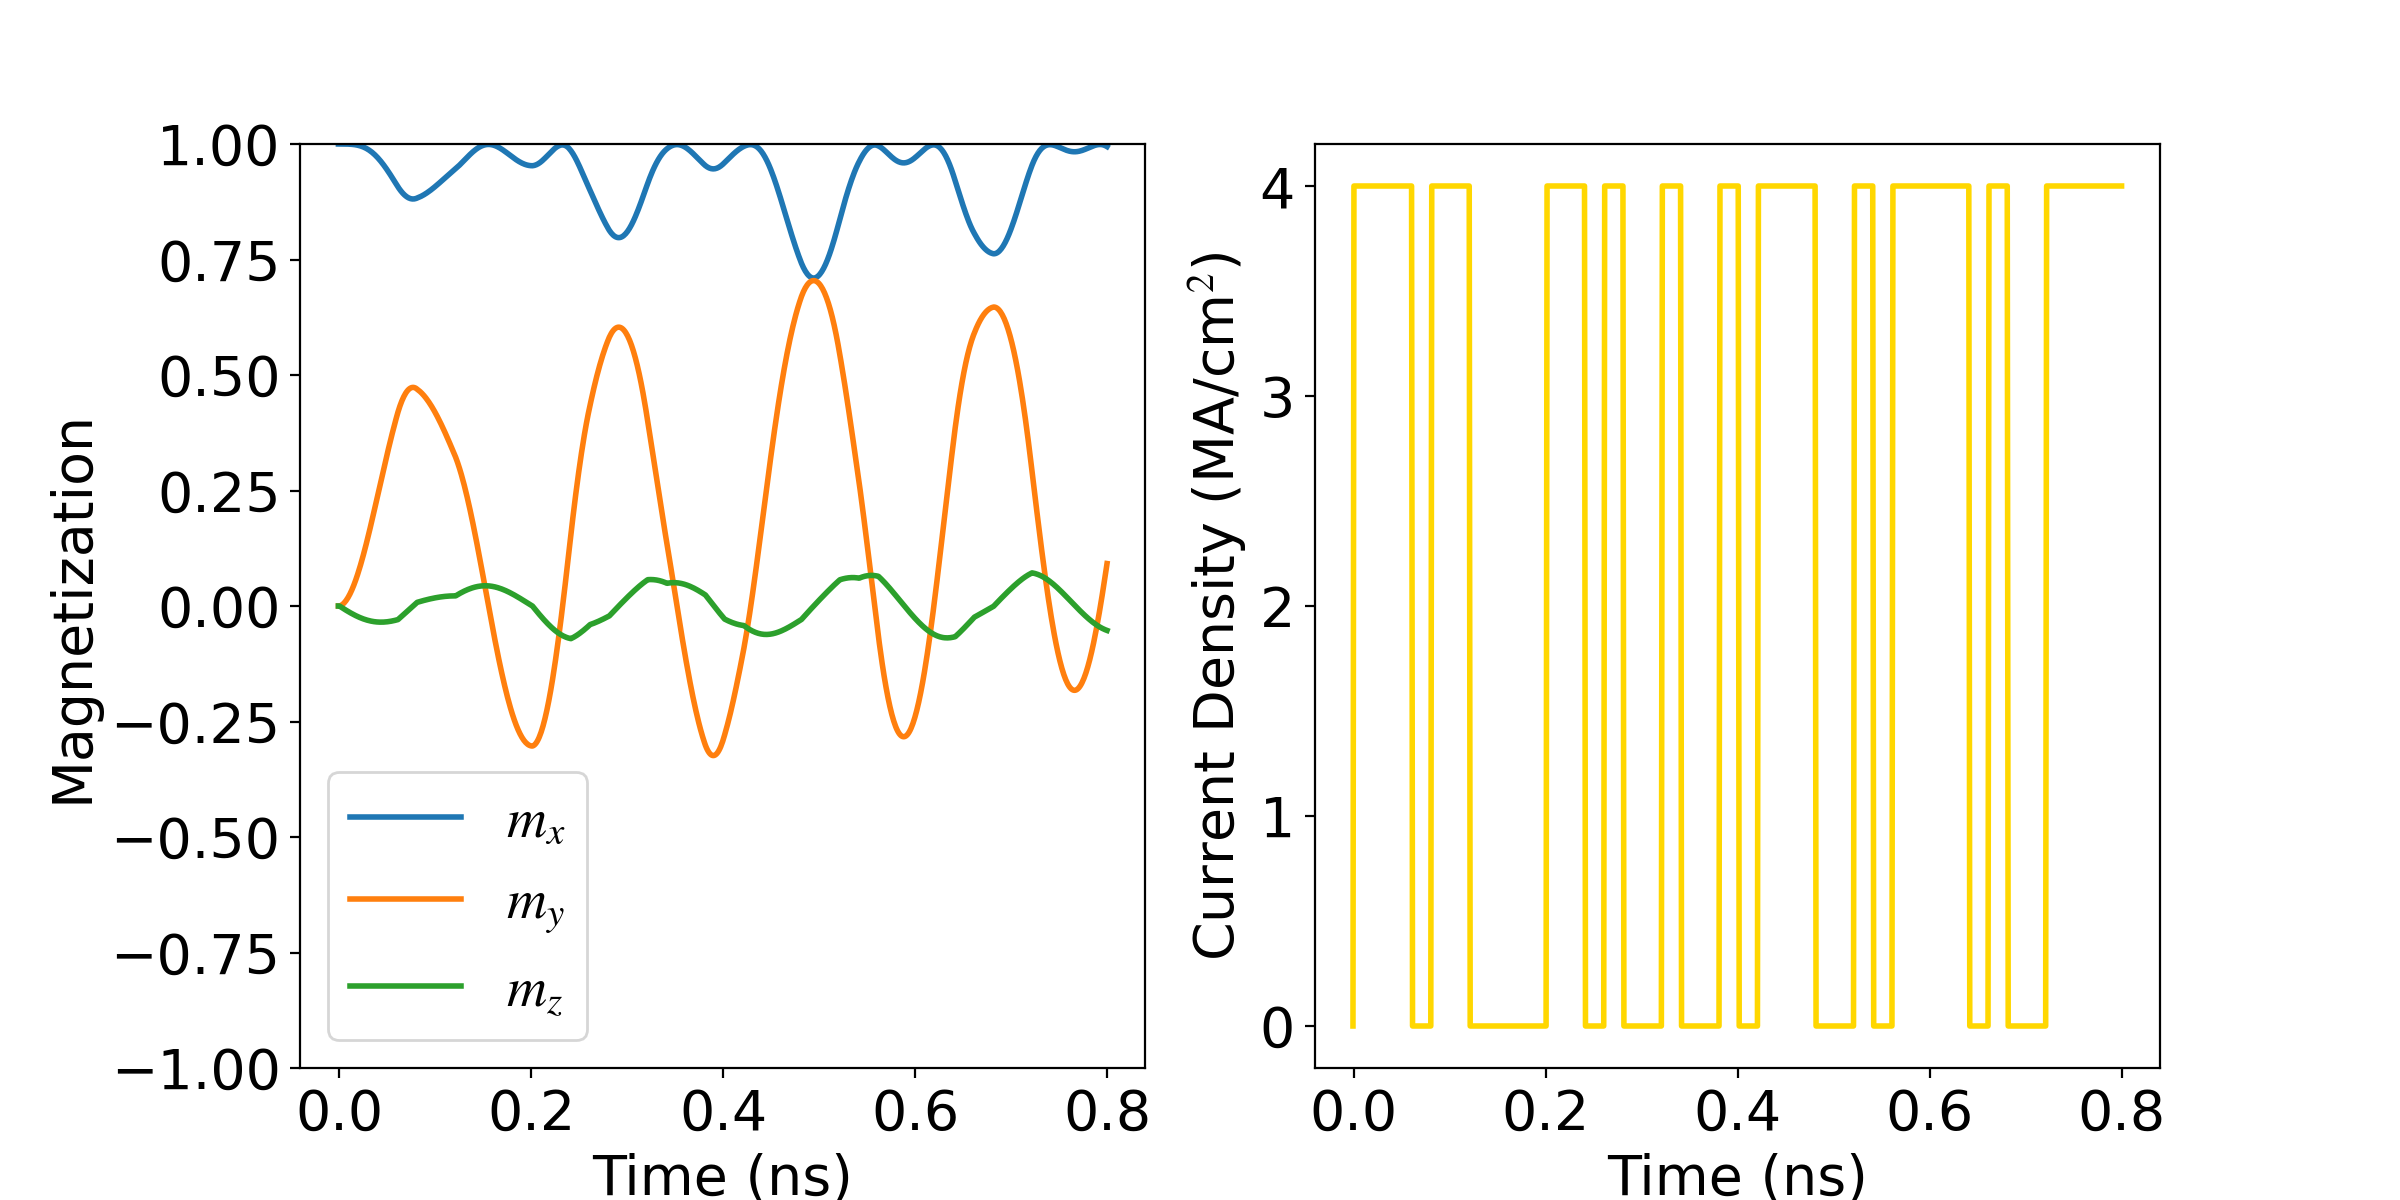 1.00
0.75
0.50
0.25
0.00
−0.25
−0.50
−0.75
−1.00
Magnetization
m_x
m_y
m_z
0.0 0.2 0.4 0.6 0.8
Time (ns)
4
3
2
1
0
Current Density (MA/cm²)
0.0 0.2 0.4 0.6 0.8
Time (ns)